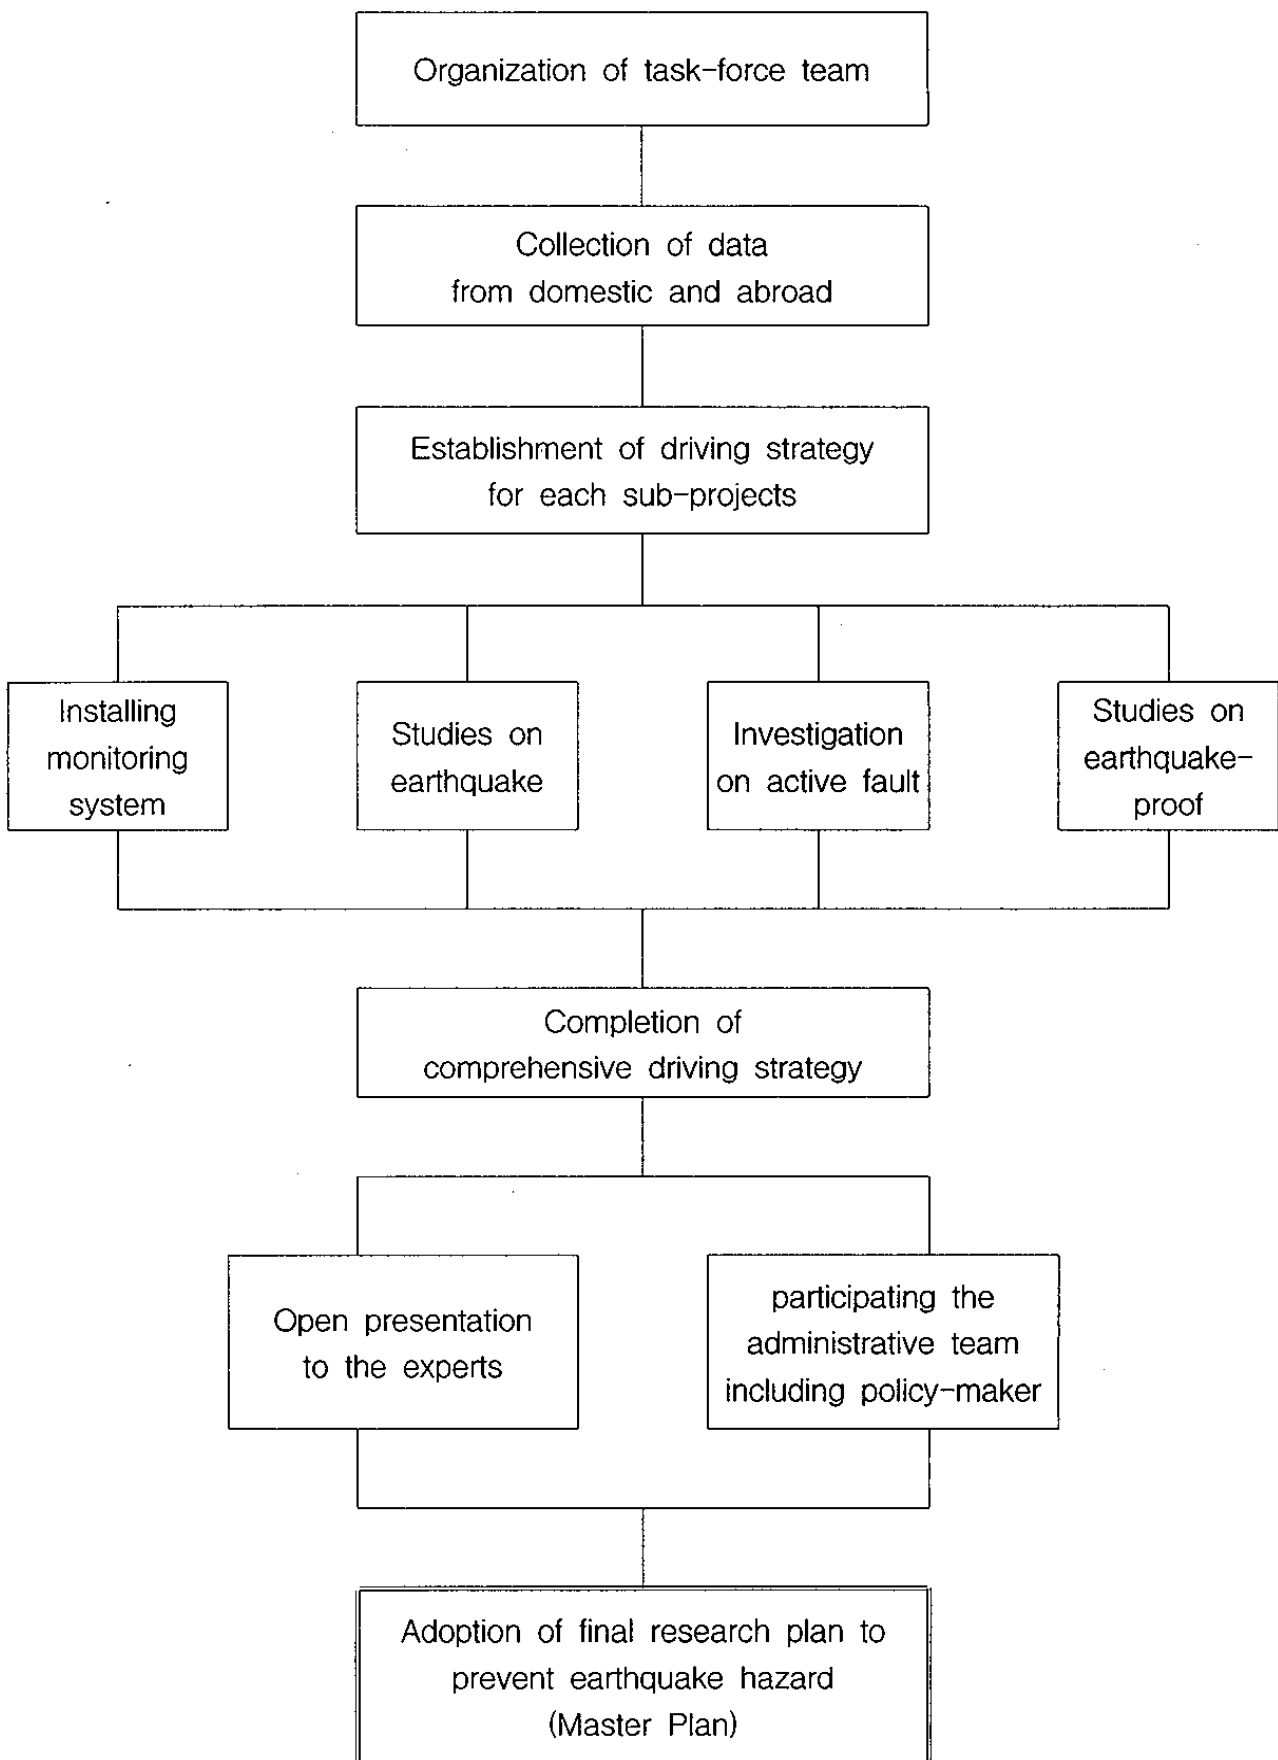 Organization of task-force team
Collection of data
from domestic and abroad
Establishment of driving strategy
for each sub-projects
Installing
monitoring
system
Studies on
earthquake
Investigation
on active fault
Studies on
earthquake-
proof
Completion of
comprehensive driving strategy
Open presentation
to the experts
participating the
administrative team
including policy-maker
Adoption of final research plan to
prevent earthquake hazard
(Master Plan)